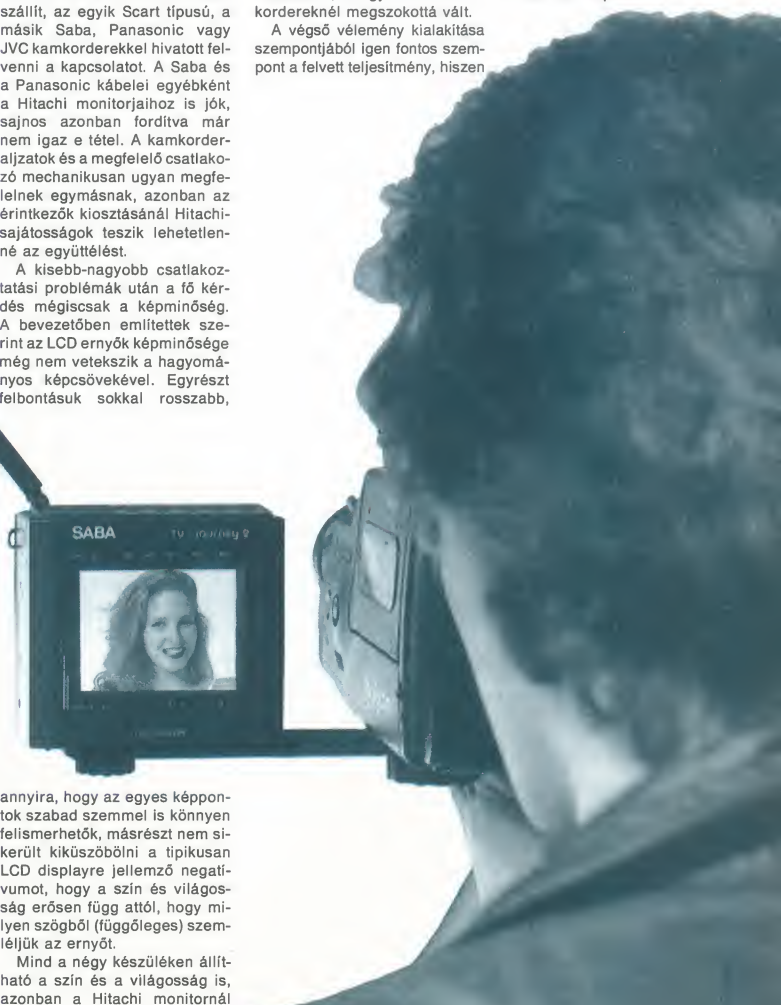 szállít, az egyik Scart típusú, a
másik Saba, Panasonic vagy
JVC kamkorderekkel hivatott fel-
venni a kapcsolatot. A Saba és
a Panasonic kábelei egyébként
a Hitachi monitorjaihoz is jók,
sajnos azonban fordítva már
nem igaz e tétel. A kamkorder-
aljzatok és a megfelelő csatlako-
zó mechanikusan ugyan megfe-
lelnek egymásnak, azonban az
érintkezők kiosztásánál Hitachi-
sajátosságok teszik lehetetlen-
né az együttélést.
A kisebb-nagyobb csatlakoz-
tatási problémák után a fő kér-
dés mégiscsak a képminőség.
A bevezetőben említettek sze-
rint az LCD ernyők képminősége
még nem vetekszik a hagyomá-
nyos képcsövekével. Egyrészt
felbontásuk sokkal rosszabb,
annyira, hogy az egyes képpon-
tok szabad szemmel is könnyen
felismerhetők, másrészt nem si-
került kiküszöbölni a tipikusan
LCD displayre jellemző negatí-
vumot, hogy a szín és világos-
ság erősen függ attól, hogy mi-
lyen szögből (függőleges) szem-
léljük az ernyőt.
Mind a négy készüléken állít-
ható a szín és a világosság is,
azonban a Hitachi monitornál
kordereknél megszokottá vált.
A végső vélemény kialakítása
szempontjából igen fontos szem-
pont a felvett teljesítmény, hiszen
SABA
TV